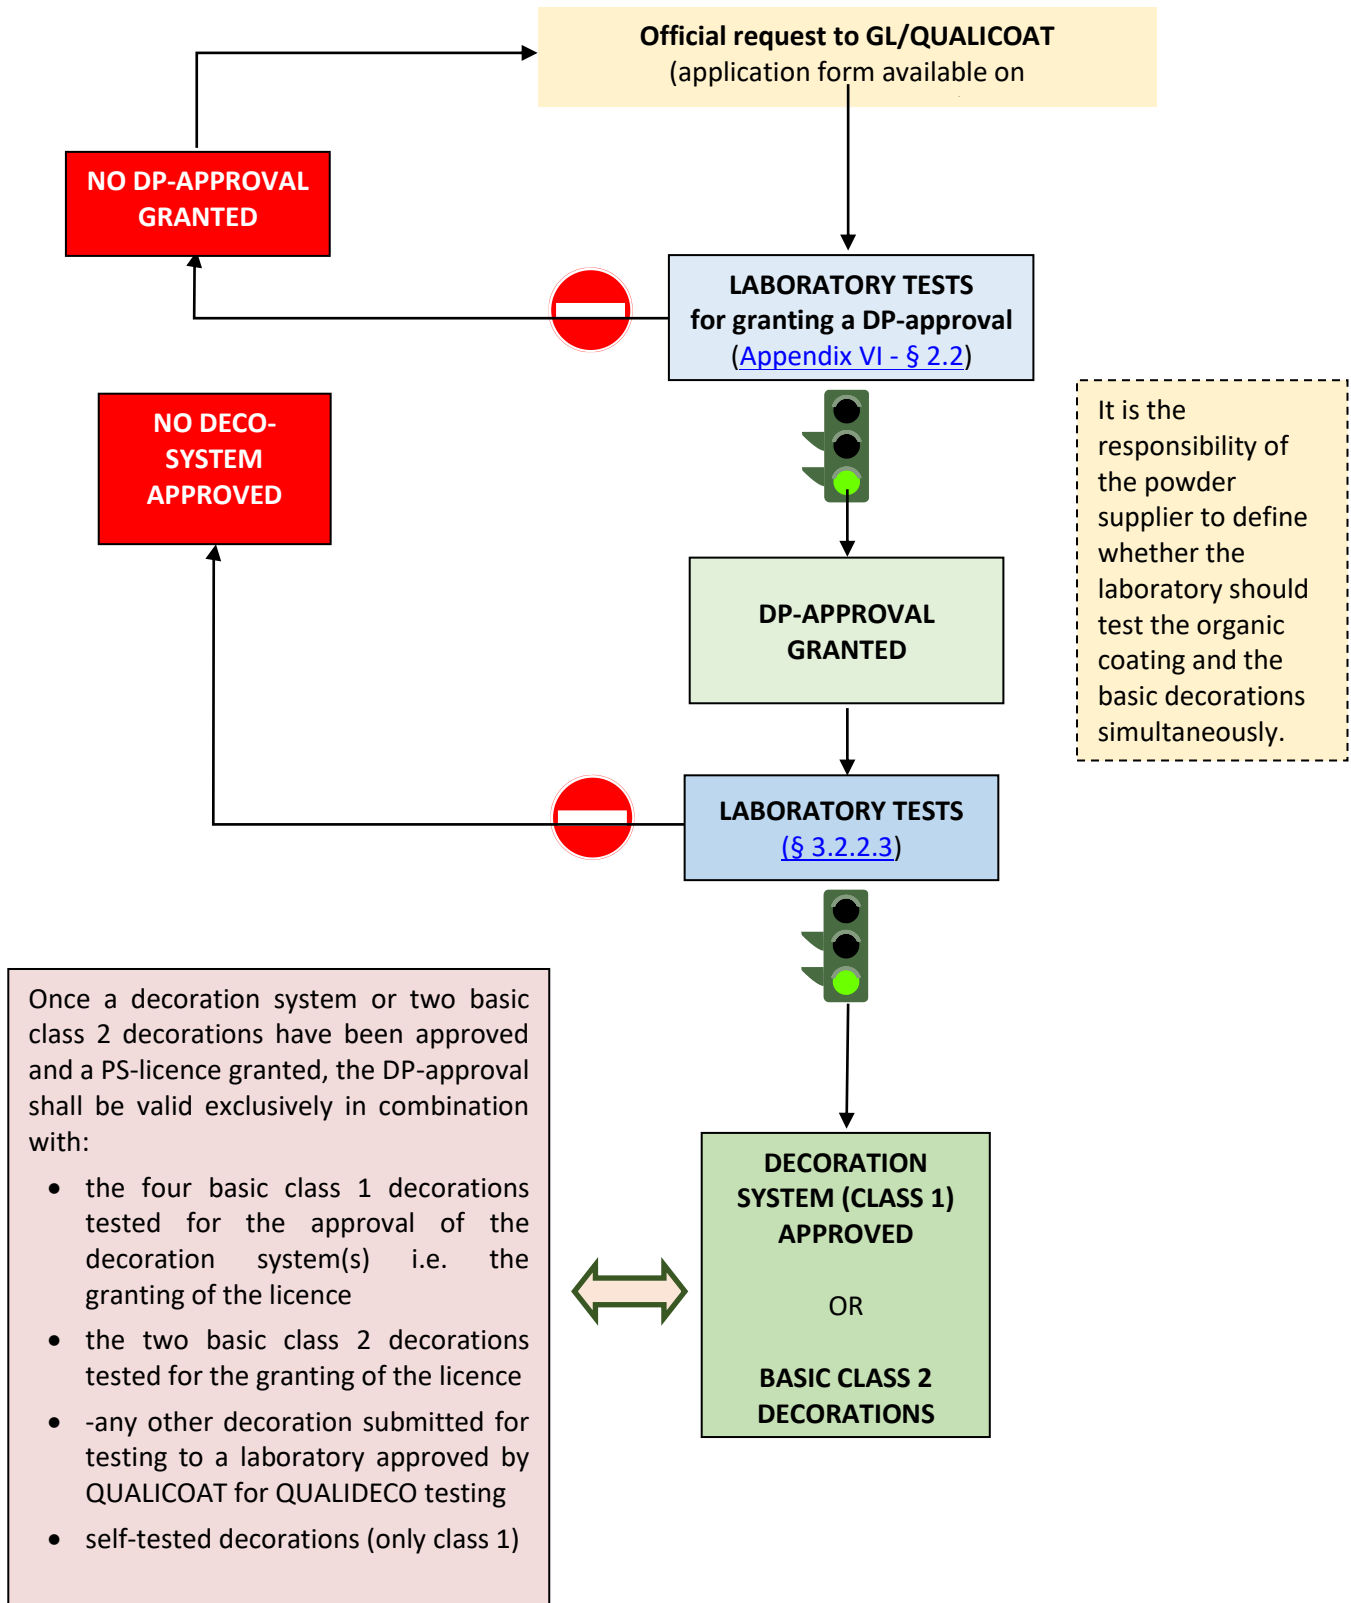 Official request to GL/QUALICOAT
(application form available on
NO DP-APPROVAL
GRANTED
LABORATORY TESTS
for granting a DP-approval
(Appendix VI - § 2.2)
NO DECO-
SYSTEM
APPROVED
It is the
responsibility of
the powder
supplier to define
whether the
laboratory should
test the organic
coating and the
basic decorations
simultaneously.
DP-APPROVAL
GRANTED
LABORATORY TESTS
(§ 3.2.2.3)
Once a decoration system or two basic
class 2 decorations have been approved
and a PS-licence granted, the DP-approval
shall be valid exclusively in combination
with:
• the four basic class 1 decorations
tested for the approval of the
decoration system(s) i.e. the
granting of the licence
• the two basic class 2 decorations
tested for the granting of the licence
• -any other decoration submitted for
testing to a laboratory approved by
QUALICOAT for QUALIDECO testing
• self-tested decorations (only class 1)
DECORATION
SYSTEM (CLASS 1)
APPROVED
OR
BASIC CLASS 2
DECORATIONS